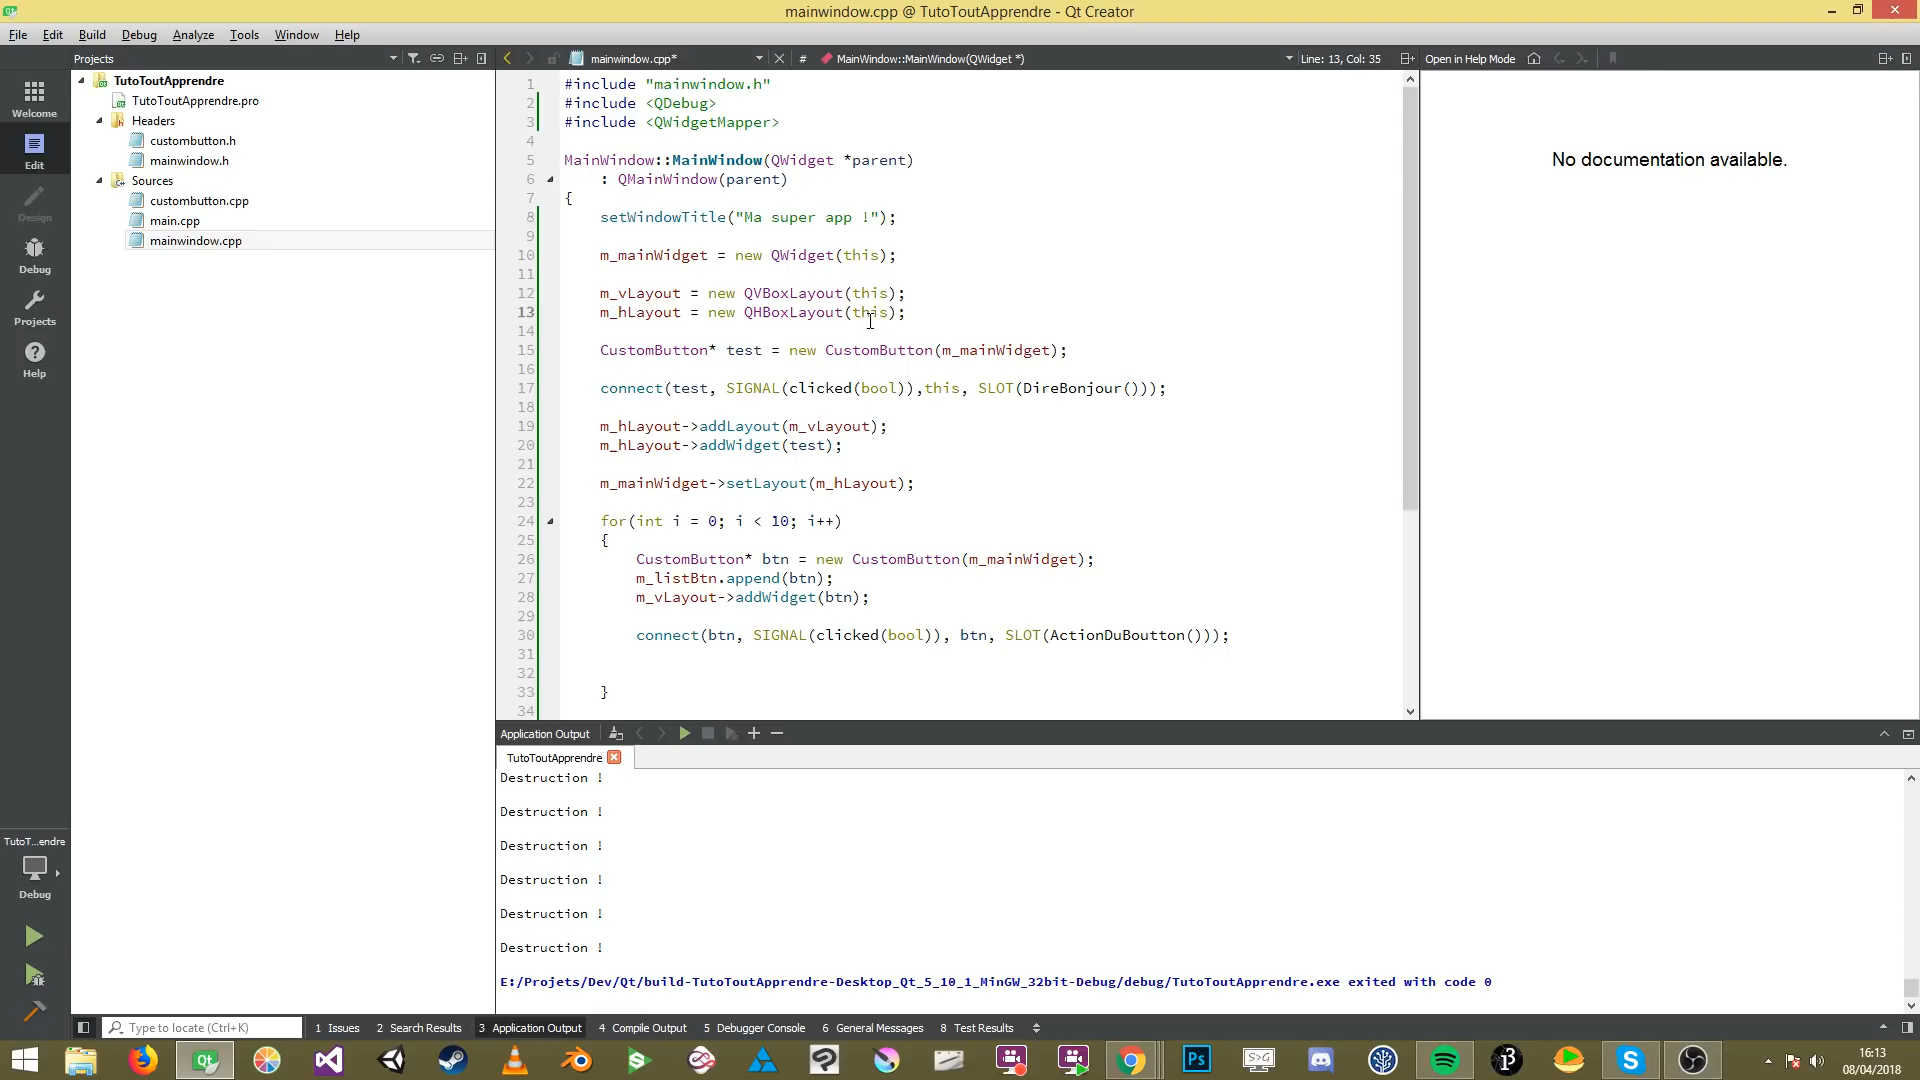 mainwindow.cpp @ TutoToutApprendre - Qt Creator
File Edit Build Debug Analyze Tools Window Help
Projects
mainwindow.cpp*
#
MainWindow::MainWindow(QWidget *)
Line: 13, Col: 35
Open in Help Mode
Welcome
Edit
Design
Debug
Projects
Help
TutoToutApprendre
TutoToutApprendre.pro
Headers
custombutton.h
mainwindow.h
Sources
custombutton.cpp
main.cpp
mainwindow.cpp
1 #include "mainwindow.h"
2 #include <QDebug>
3 #include <QWidgetMapper>
4
5 MainWindow::MainWindow(QWidget *parent)
6 : QMainWindow(parent)
7 {
8 setWindowTitle("Ma super app !");
9
10 m_mainWidget = new QWidget(this);
11
12 m_vLayout = new QVBoxLayout(this);
13 m_hLayout = new QHBoxLayout(this);
14
15 CustomButton* test = new CustomButton(m_mainWidget);
16
17 connect(test, SIGNAL(clicked(bool)),this, SLOT(DireBonjour()));
18
19 m_hLayout->addLayout(m_vLayout);
20 m_hLayout->addWidget(test);
21
22 m_mainWidget->setLayout(m_hLayout);
23
24 for(int i = 0; i < 10; i++)
25 {
26 CustomButton* btn = new CustomButton(m_mainWidget);
27 m_listBtn.append(btn);
28 m_vLayout->addWidget(btn);
29
30 connect(btn, SIGNAL(clicked(bool)), btn, SLOT(ActionDuBoutton()));
31
32
33 }
34
No documentation available.
Application Output
TutoToutApprendre
Destruction !
Destruction !
Destruction !
Destruction !
Destruction !
Destruction !
E:/Projets/Dev/Qt/build-TutoToutApprendre-Desktop_Qt_5_10_1_MinGW_32bit-Debug/debug/TutoToutApprendre.exe exited with code 0
TutoT...endre
Debug
Type to locate (Ctrl+K)
1 Issues
2 Search Results
3 Application Output
4 Compile Output
5 Debugger Console
6 General Messages
8 Test Results
16:13
08/04/2018